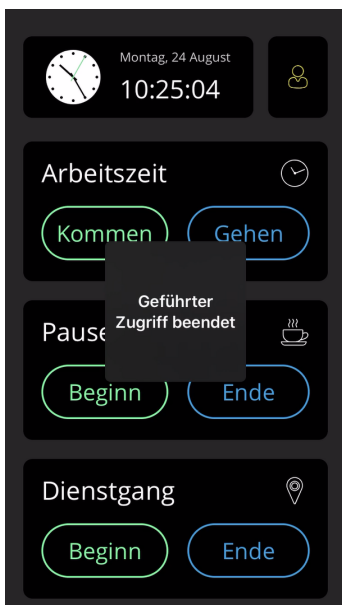 Montag, 24 August
10:25:04
Arbeitszeit
Kommen
Gehen
Geführter
Zugriff beendet
Pause
Beginn
Ende
Dienstgang
Beginn
Ende